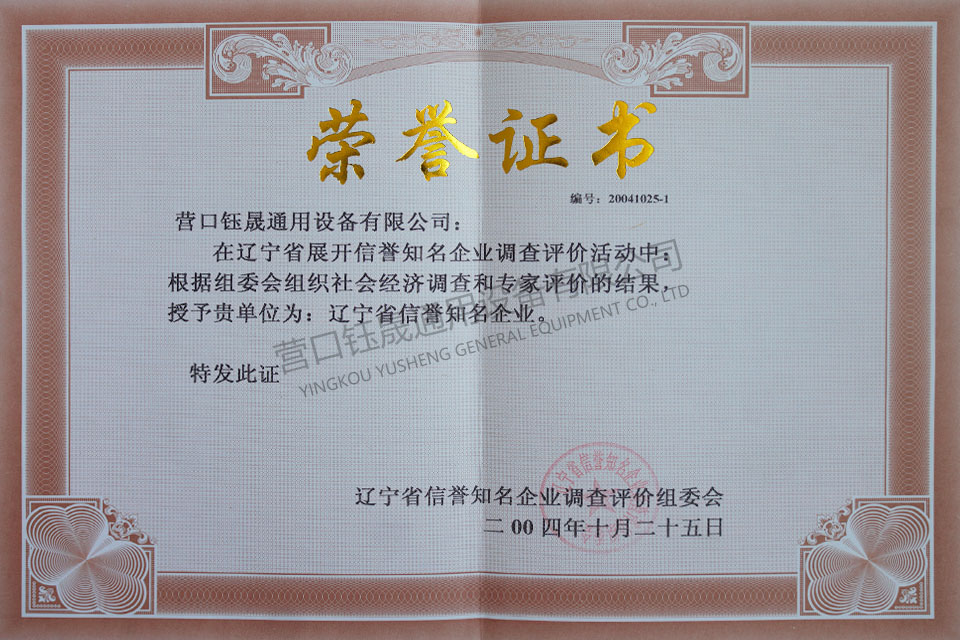 荣誉证书
编号：20041025-1
营口钰晟通用设备有限公司：
在辽宁省展开信誉知名企业调查评价活动中；
根据组委会组织社会经济调查和专家评价的结果，
授予贵单位为：辽宁省信誉知名企业。
营口钰晟通用设备有限公司
YINGKOU YUSHENG GENERAL EQUIPMENT CO., LTD
特发此证
辽宁省信誉知名企业调查评价组委会
二00四年十月二十五日